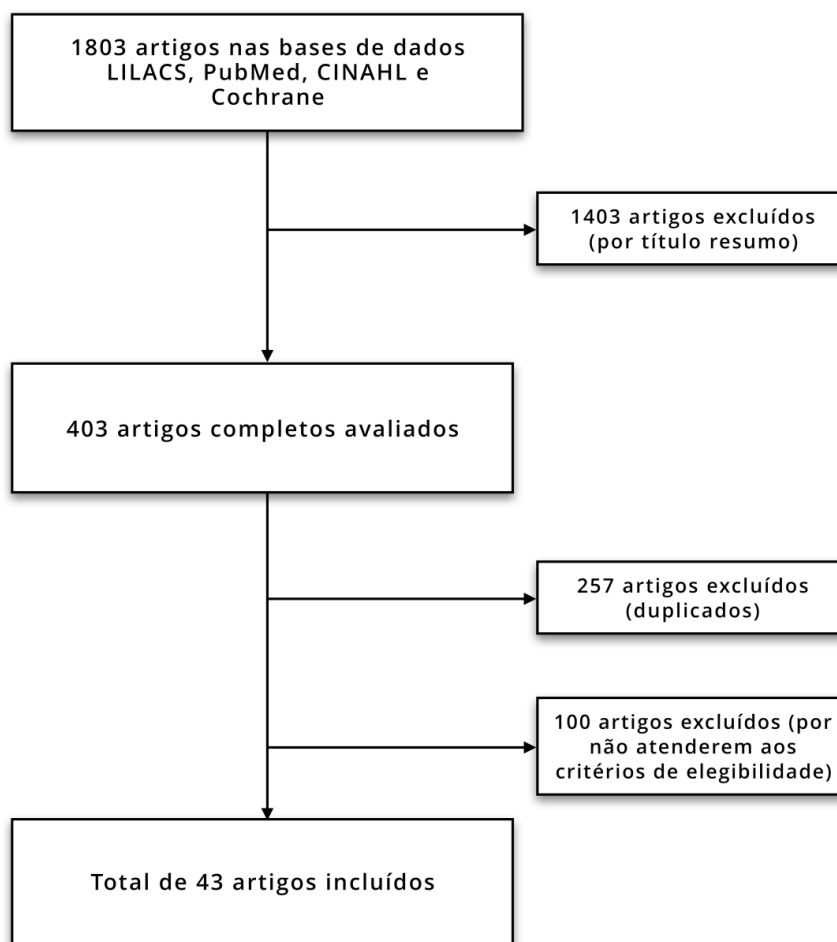 1803 artigos nas bases de dados
LILACS, PubMed, CINAHL e
Cochrane
1403 artigos excluídos
(por título resumo)
403 artigos completos avaliados
257 artigos excluídos
(duplicados)
100 artigos excluídos (por
não atenderem aos
critérios de elegibilidade)
Total de 43 artigos incluídos